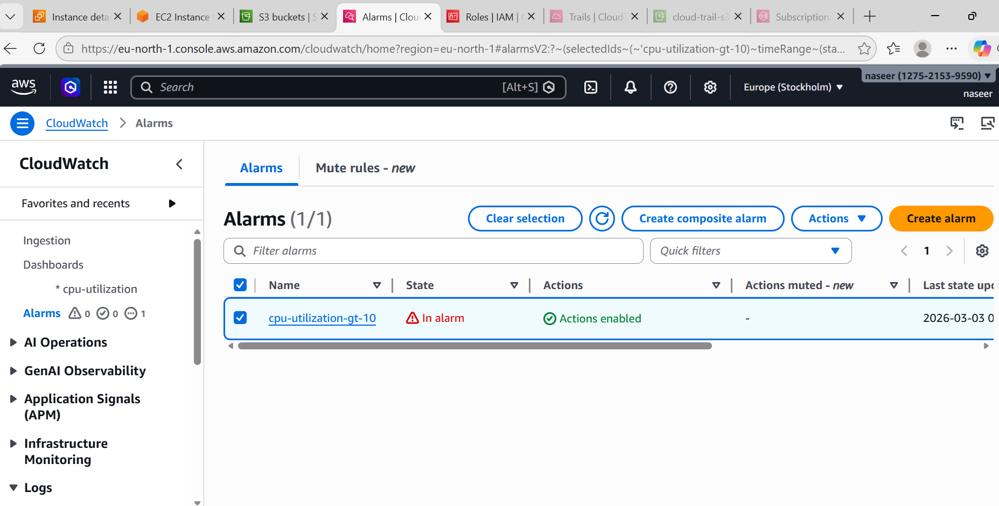 Instance deta
EC2 Instance
S3 buckets | S
Alarms | Clou
Roles | IAM |
Trails | CloudT
cloud-trail-s3
Subscription:
https://eu-north-1.console.aws.amazon.com/cloudwatch/home?region=eu-north-1#alarmsV2:?~(selectedIds~(~'cpu-utilization-gt-10)~timeRange~(sta...
aws
Search
[Alt+S]
Europe (Stockholm)
naseer (1275-2153-9590)
naseer
CloudWatch
Alarms
CloudWatch
Favorites and recents
Ingestion
Dashboards
* cpu-utilization
Alarms 0 0 1
AI Operations
GenAI Observability
Application Signals
(APM)
Infrastructure
Monitoring
Logs
Alarms
Mute rules - new
Alarms (1/1)
Clear selection
Create composite alarm
Actions
Create alarm
Filter alarms
Quick filters
1
Name State Actions Actions muted - new Last state upd
cpu-utilization-gt-10 In alarm Actions enabled - 2026-03-03 0